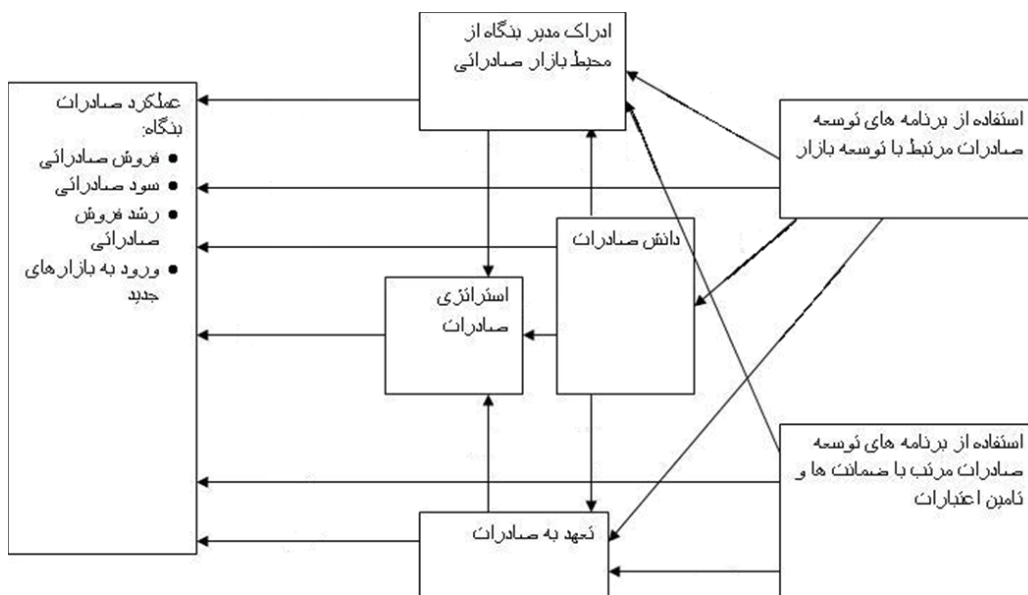 ادراک مدیر بنگاه از
محیط بازار صادراتی
استفاده از برنامه های توسعه
صادرات مرتبط با توسعه بازار
عملکرد صادرات
بنگاه:
● فروش صادراتی
● سود صادراتی
● رشد فروش
صادراتی
● ورود به بازارهای
جدید
دانش صادرات
استراتژی
صادرات
استفاده از برنامه های توسعه
صادرات مرتب با ضمانت ها و
تامین اعتبارات
تعهد به صادرات